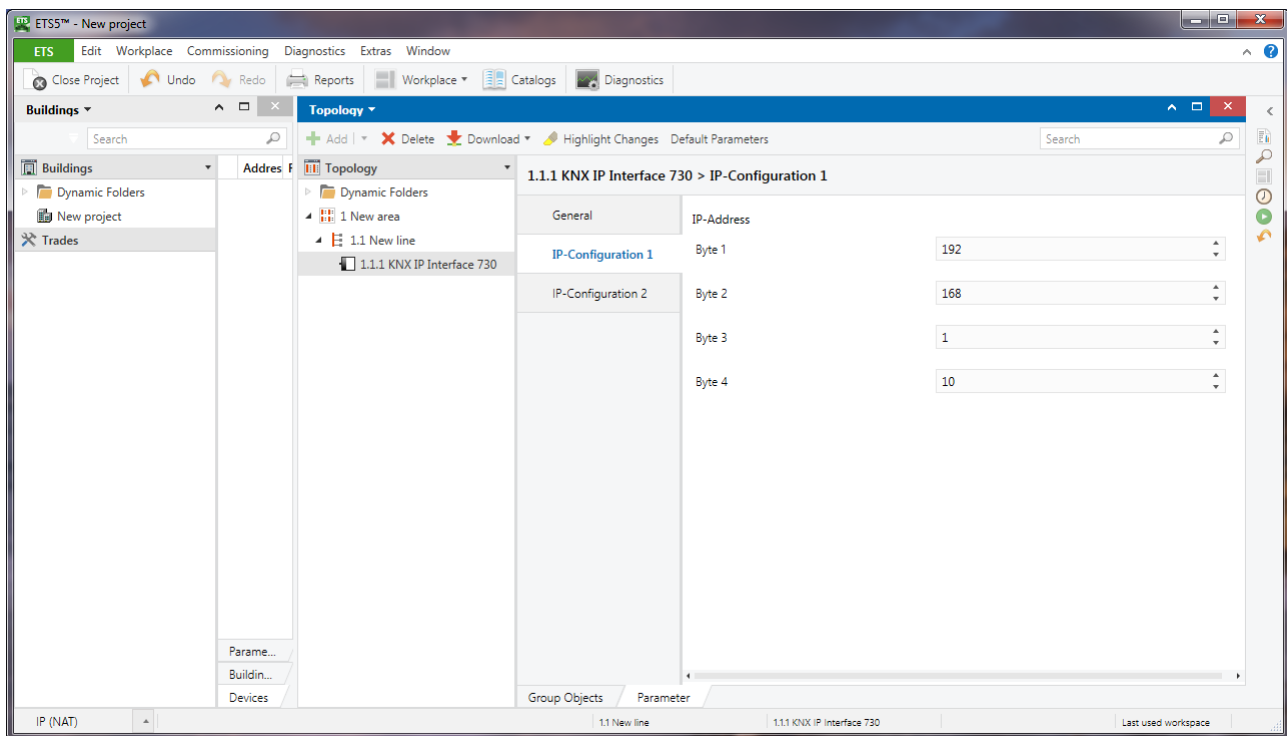 ETS5™ - New project
ETS Edit Workplace Commissioning Diagnostics Extras Window
Close Project Undo Redo Reports Workplace Catalogs Diagnostics
Buildings
Search
Buildings
Dynamic Folders
New project
Trades
Addres F
Parame...
Buildin...
Devices
Topology
Add Delete Download Highlight Changes Default Parameters Search
Topology
Dynamic Folders
1 New area
1.1 New line
1.1.1 KNX IP Interface 730
1.1.1 KNX IP Interface 730 > IP-Configuration 1
General
IP-Configuration 1
IP-Configuration 2
IP-Address
Byte 1 192
Byte 2 168
Byte 3 1
Byte 4 10
Group Objects Parameter
IP (NAT) 1.1 New line 1.1.1 KNX IP Interface 730 Last used workspace